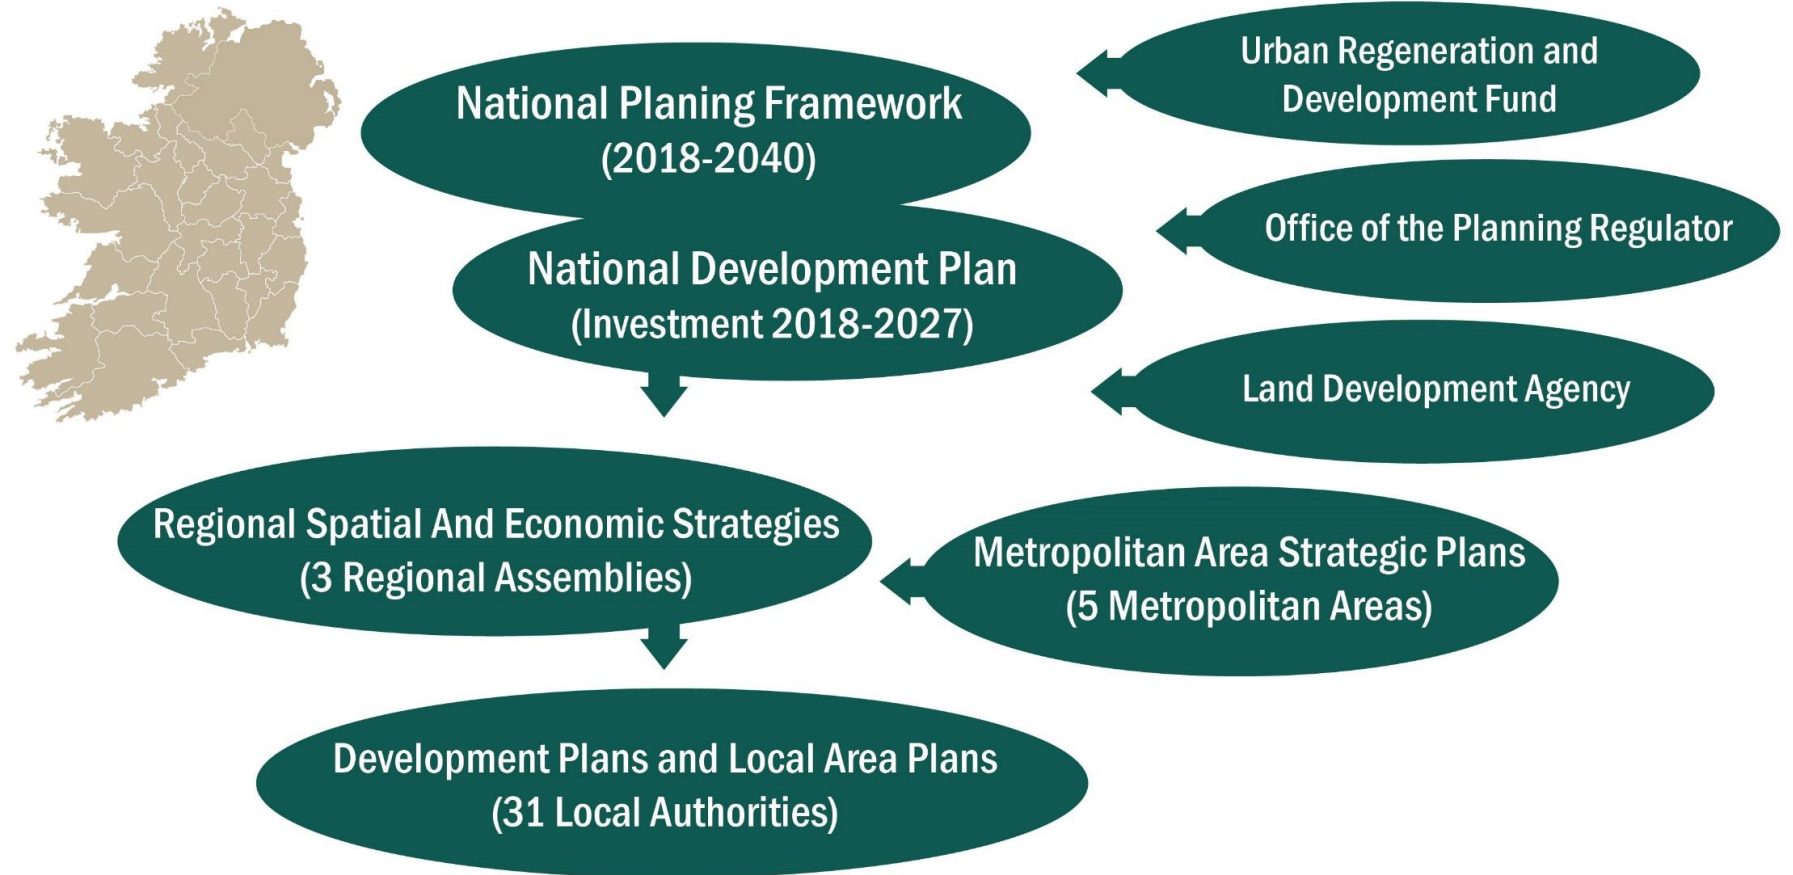 National Planing Framework
(2018-2040)
Urban Regeneration and
Development Fund
National Development Plan
(Investment 2018-2027)
Office of the Planning Regulator
Land Development Agency
Regional Spatial And Economic Strategies
(3 Regional Assemblies)
Metropolitan Area Strategic Plans
(5 Metropolitan Areas)
Development Plans and Local Area Plans
(31 Local Authorities)